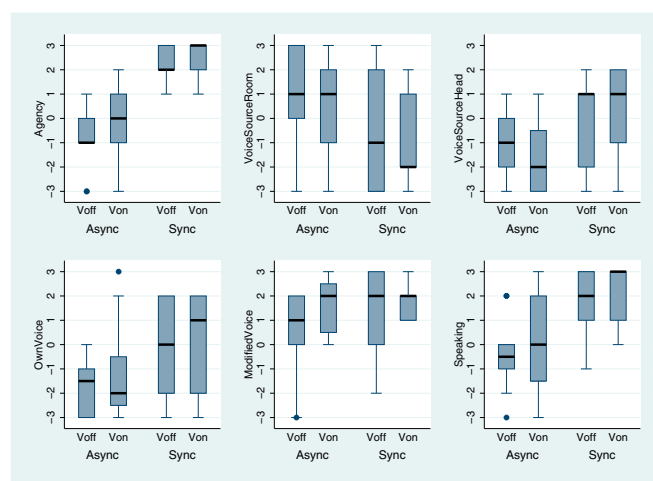 Agency
3
2
1
0
−1
−2
−3
Voff Von Voff Von
Async Sync
VoiceSourceRoom
3
2
1
0
−1
−2
−3
Voff Von Voff Von
Async Sync
VoiceSourceHead
3
2
1
0
−1
−2
−3
Voff Von Voff Von
Async Sync
OwnVoice
3
2
1
0
−1
−2
−3
Voff Von Voff Von
Async Sync
ModifiedVoice
3
2
1
0
−1
−2
−3
Voff Von Voff Von
Async Sync
Speaking
3
2
1
0
−1
−2
−3
Voff Von Voff Von
Async Sync